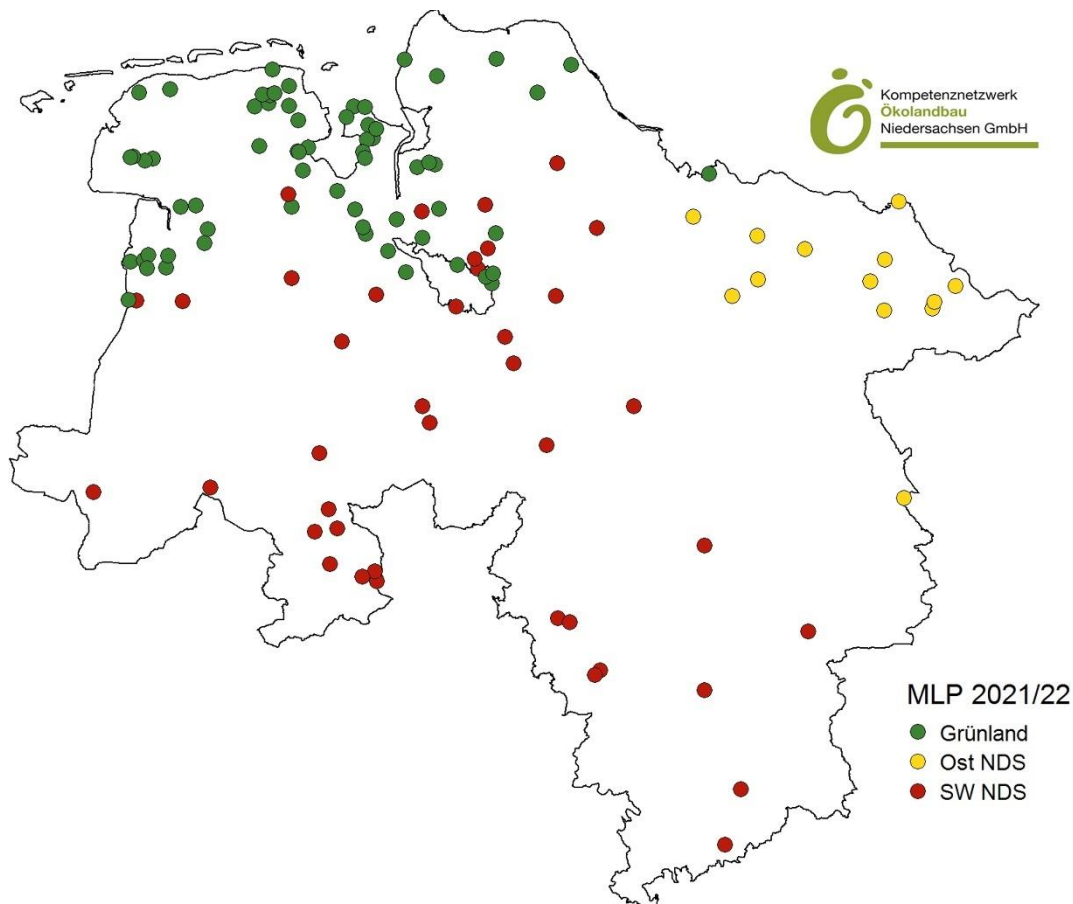 Kompetenznetzwerk
Ökolandbau
Niedersachsen GmbH
MLP 2021/22
Grünland
Ost NDS
SW NDS